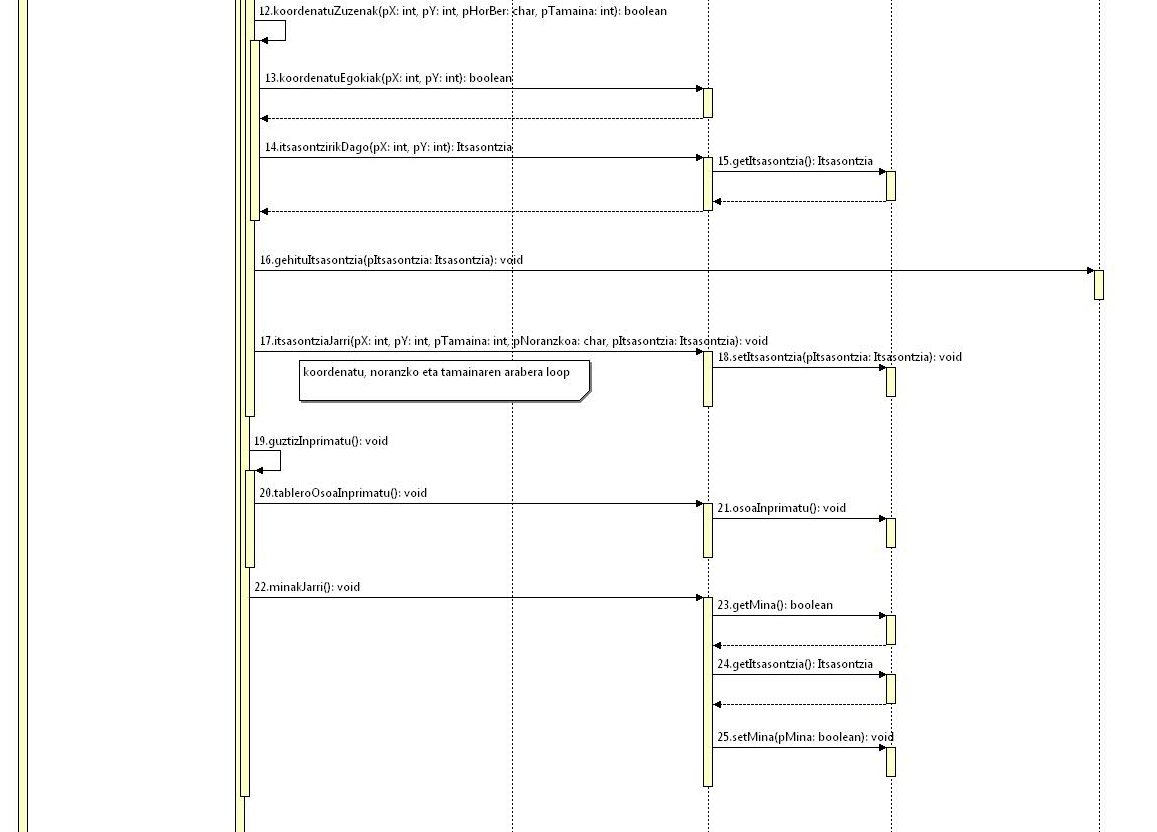 12.koordenatuZuzenak(pX: int, pY: int, pHorBer: char, pTamaina: int): boolean
13.koordenatuEgokiak(pX: int, pY: int): boolean
14.itsasontzirikDago(pX: int, pY: int): Itsasontzia
15.getItsasontzia(): Itsasontzia
16.gehituItsasontzia(pItsasontzia: Itsasontzia): void
17.itsasontziaJarri(pX: int, pY: int, pTamaina: int, pNoranzkoa: char, pItsasontzia: Itsasontzia): void
18.setItsasontzia(pItsasontzia: Itsasontzia): void
koordenatu, noranzko eta tamainaren arabera loop
19.guztizInprimatu(): void
20.tableroOsoaInprimatu(): void
21.osoaInprimatu(): void
22.minakJarri(): void
23.getMina(): boolean
24.getItsasontzia(): Itsasontzia
25.setMina(pMina: boolean): void